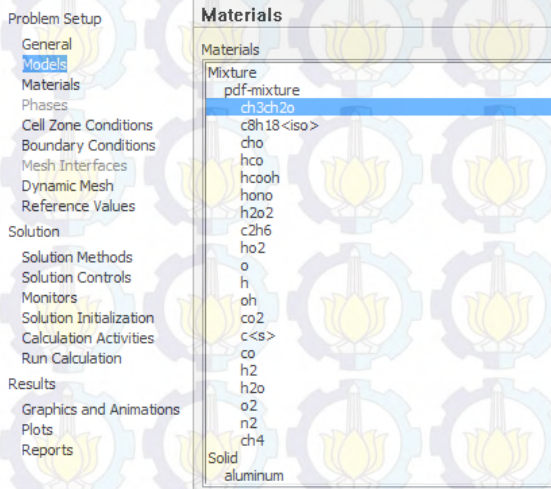 Problem Setup
General
Models
Materials
Phases
Cell Zone Conditions
Boundary Conditions
Mesh Interfaces
Dynamic Mesh
Reference Values
Solution
Solution Methods
Solution Controls
Monitors
Solution Initialization
Calculation Activities
Run Calculation
Results
Graphics and Animations
Plots
Reports
Materials
Materials
Mixture
pdf-mixture
ch3ch2o
c8h18<iso>
cho
hco
hcooh
hono
h2o2
c2h6
ho2
o
h
oh
co2
c<s>
co
h2
h2o
o2
n2
ch4
Solid
aluminum